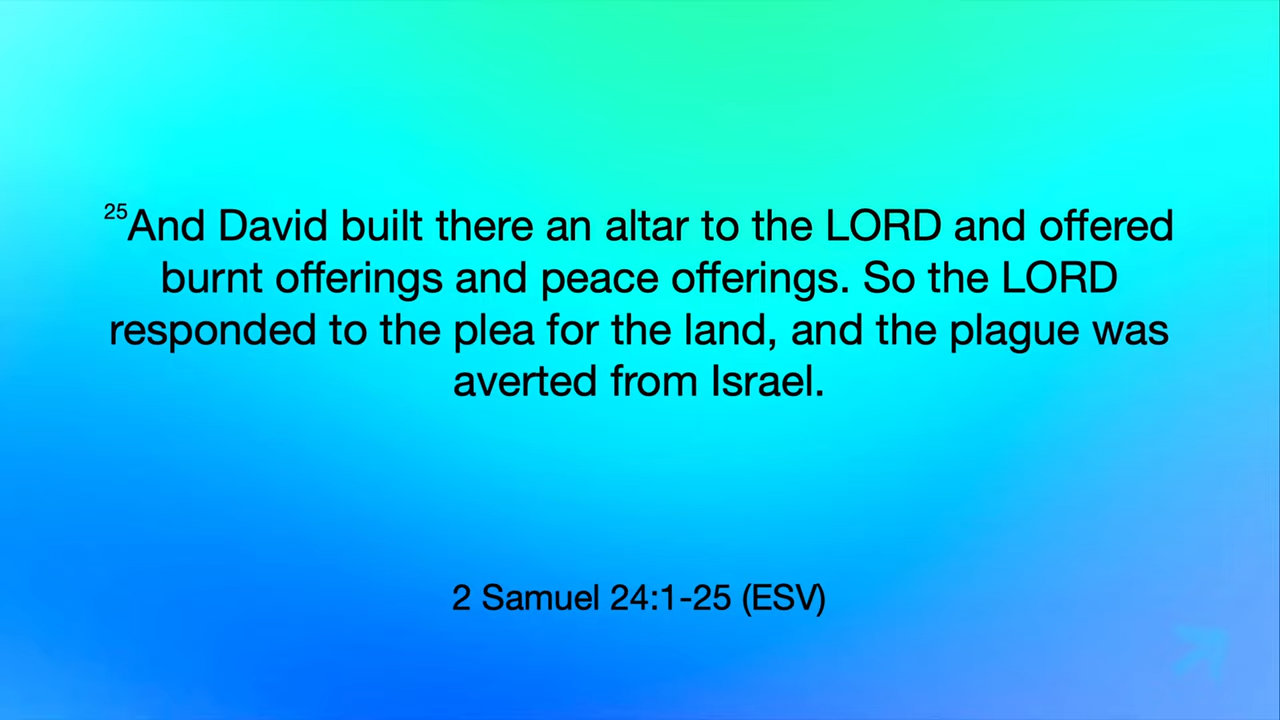 25And David built there an altar to the LORD and offered
burnt offerings and peace offerings. So the LORD
responded to the plea for the land, and the plague was
averted from Israel.
2 Samuel 24:1-25 (ESV)